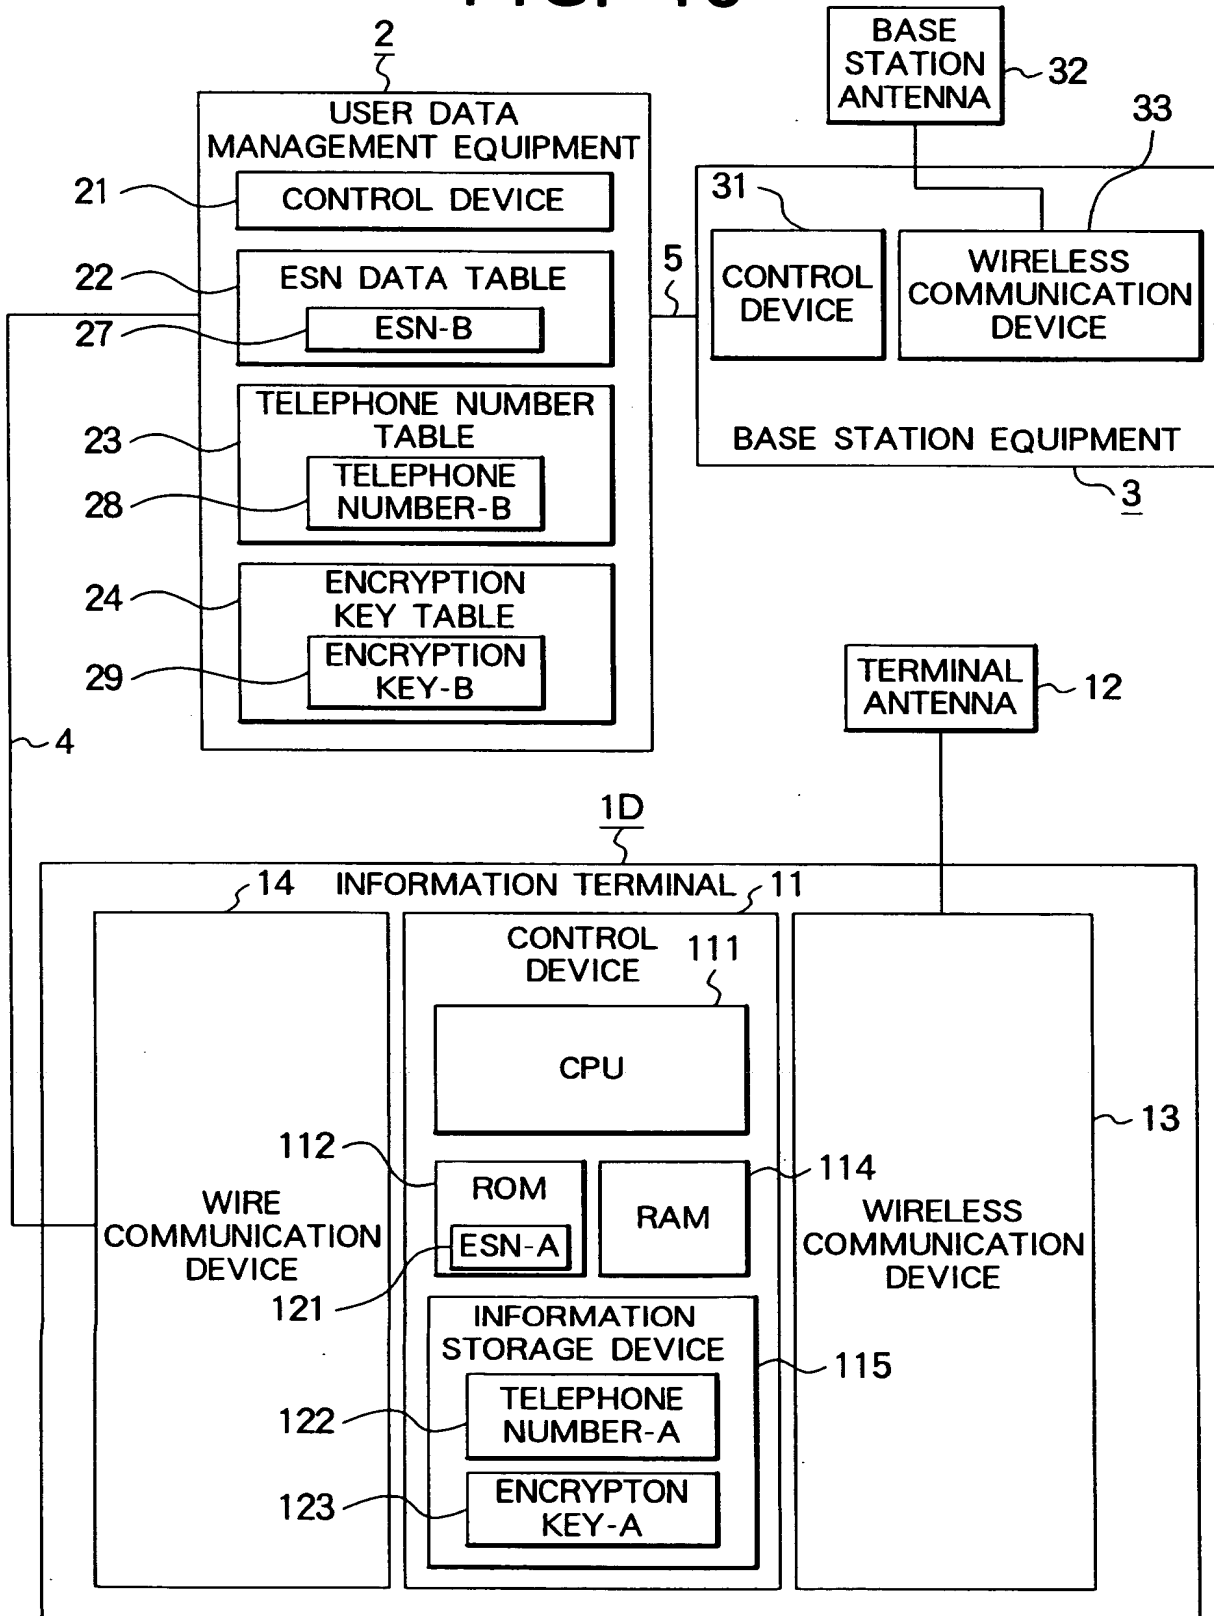 2
USER DATA
MANAGEMENT EQUIPMENT
21
CONTROL DEVICE
22
ESN DATA TABLE
27
ESN-B
23
TELEPHONE NUMBER
TABLE
28
TELEPHONE
NUMBER-B
24
ENCRYPTION
KEY TABLE
29
ENCRYPTION
KEY-B
4
5
BASE
STATION
ANTENNA
32
33
31
CONTROL
DEVICE
WIRELESS
COMMUNICATION
DEVICE
BASE STATION EQUIPMENT
3
TERMINAL
ANTENNA
12
1D
INFORMATION TERMINAL
14
WIRE
COMMUNICATION
DEVICE
11
CONTROL
DEVICE
111
CPU
112
ROM
ESN-A
121
114
RAM
INFORMATION
STORAGE DEVICE
115
122
TELEPHONE
NUMBER-A
123
ENCRYPTON
KEY-A
13
WIRELESS
COMMUNICATION
DEVICE